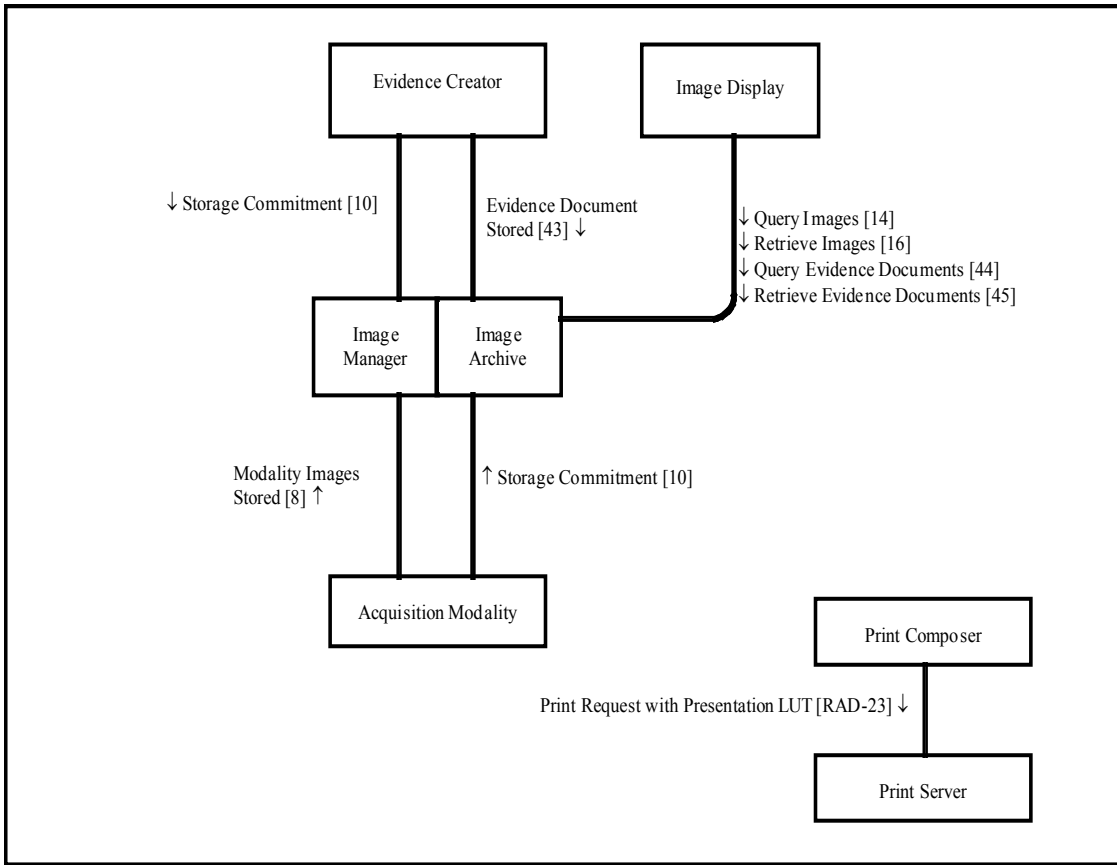 Evidence Creator
Image Display
↓ Storage Commitment [10]
Evidence Document
Stored [43] ↓
↓ Query Images [14]
↓ Retrieve Images [16]
↓ Query Evidence Documents [44]
↓ Retrieve Evidence Documents [45]
Image
Manager
Image
Archive
Modality Images
Stored [8] ↑
↑ Storage Commitment [10]
Acquisition Modality
Print Composer
Print Request with Presentation LUT [RAD-23] ↓
Print Server